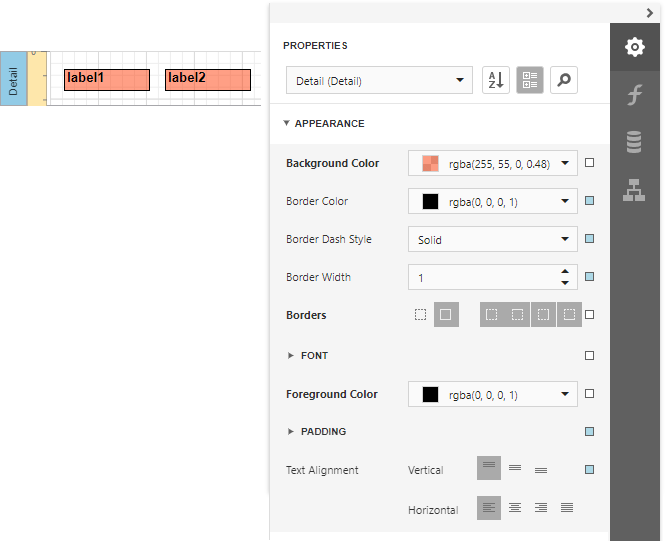 Detail
0
label1
label2
PROPERTIES
Detail (Detail)
A
Z
APPEARANCE
Background Color
rgba(255, 55, 0, 0.48)
Border Color
rgba(0, 0, 0, 1)
Border Dash Style
Solid
Border Width
1
Borders
FONT
Foreground Color
rgba(0, 0, 0, 1)
PADDING
Text Alignment
Vertical
Horizontal